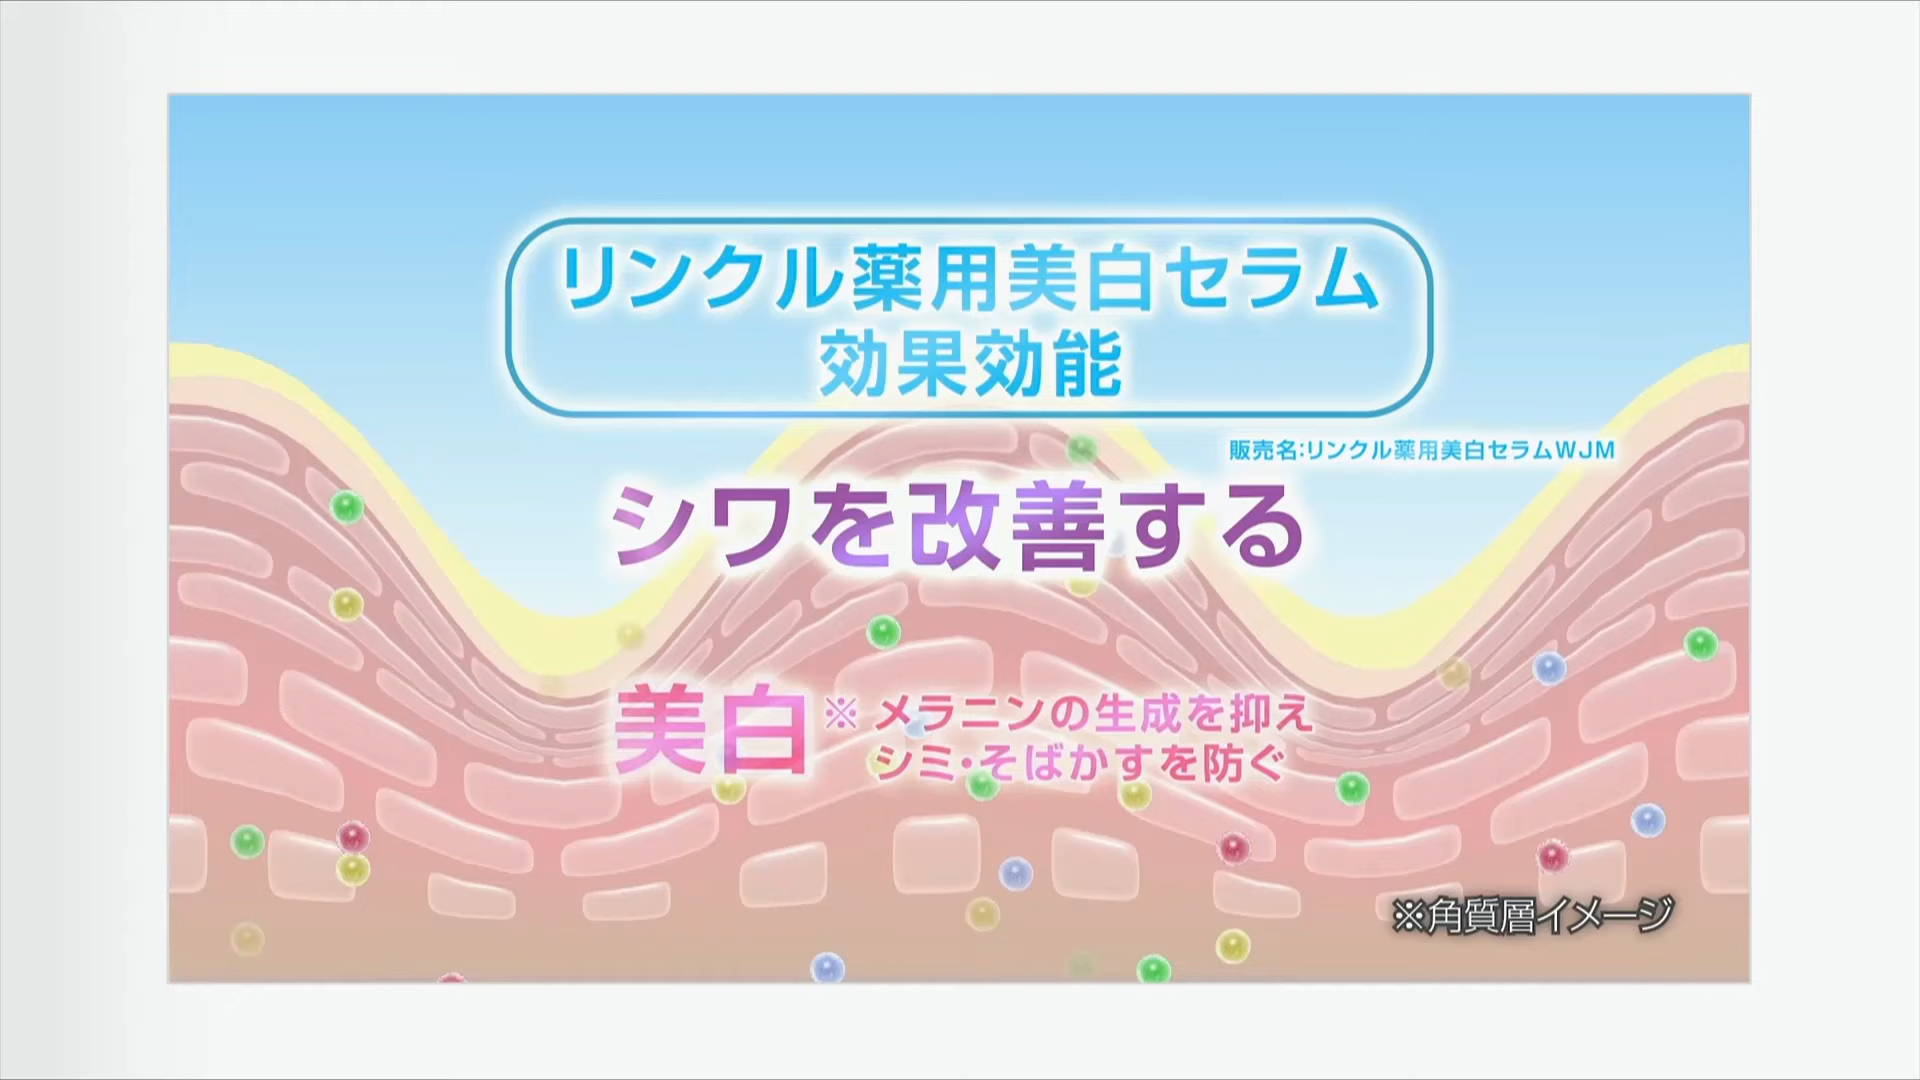 リンクル薬用美白セラム
効果効能
販売名:リンクル薬用美白セラムWJM
シワを改善する
美白※メラニンの生成を抑え
シミ・そばかすを防ぐ
※角質層イメージ